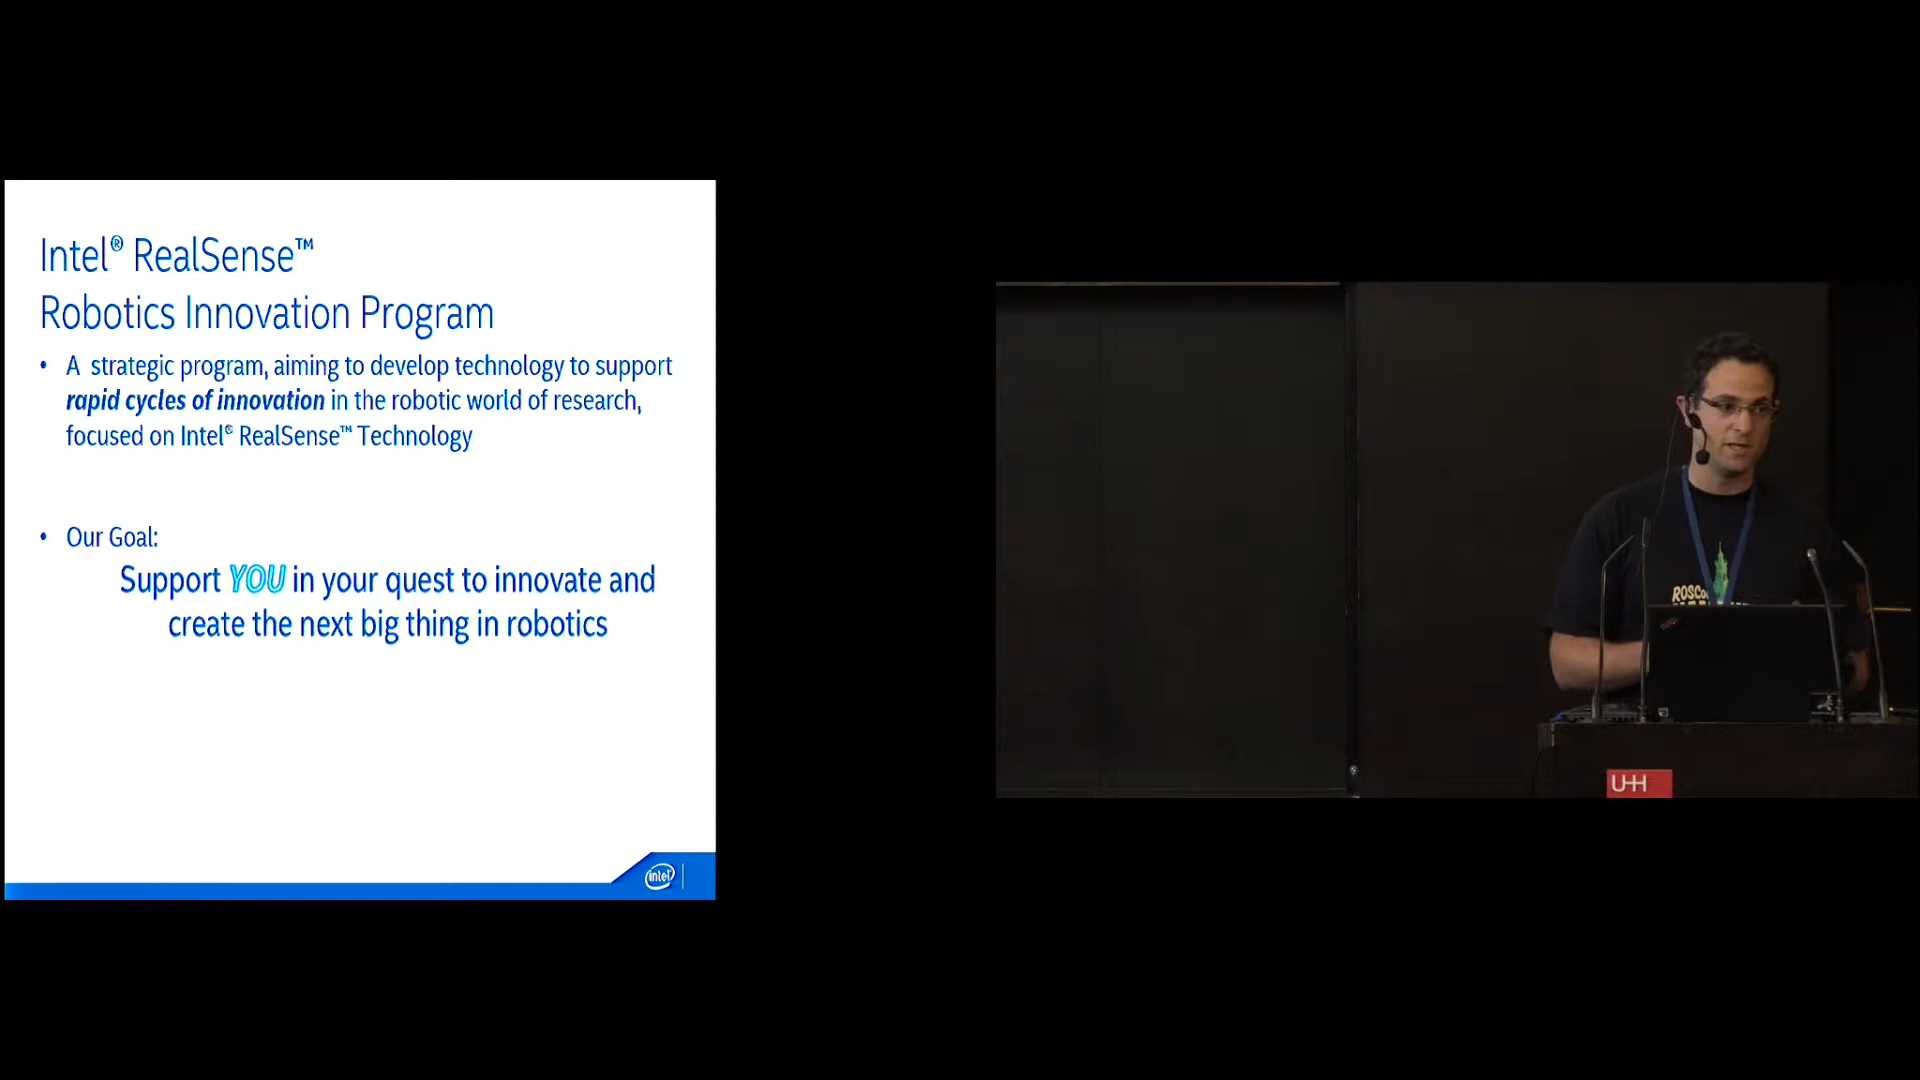 Intel® RealSense™
Robotics Innovation Program
• A strategic program, aiming to develop technology to support
rapid cycles of innovation in the robotic world of research,
focused on Intel® RealSense™ Technology
• Our Goal:
Support YOU in your quest to innovate and
create the next big thing in robotics
intel
UHH